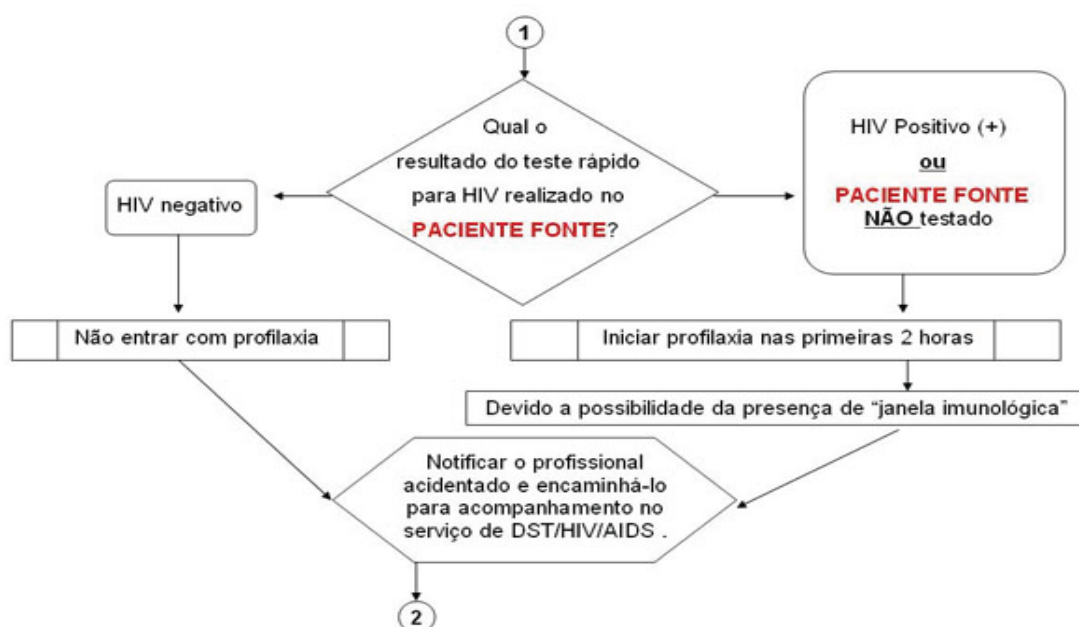 1
Qual o
resultado do teste rápido
para HIV realizado no
PACIENTE FONTE?
HIV negativo
HIV Positivo (+)
ou
PACIENTE FONTE
NÃO testado
Não entrar com profilaxia
Iniciar profilaxia nas primeiras 2 horas
Devido a possibilidade da presença de “janela imunológica”
Notificar o profissional
acidentado e encaminhá-lo
para acompanhamento no
serviço de DST/HIV/AIDS .
2